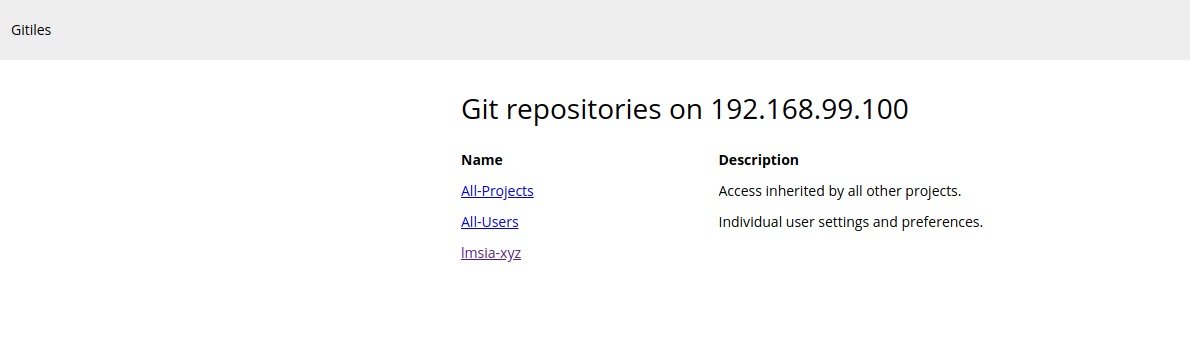 Gitiles
Git repositories on 192.168.99.100
Name Description
All-Projects Access inherited by all other projects.
All-Users Individual user settings and preferences.
lmsia-xyz